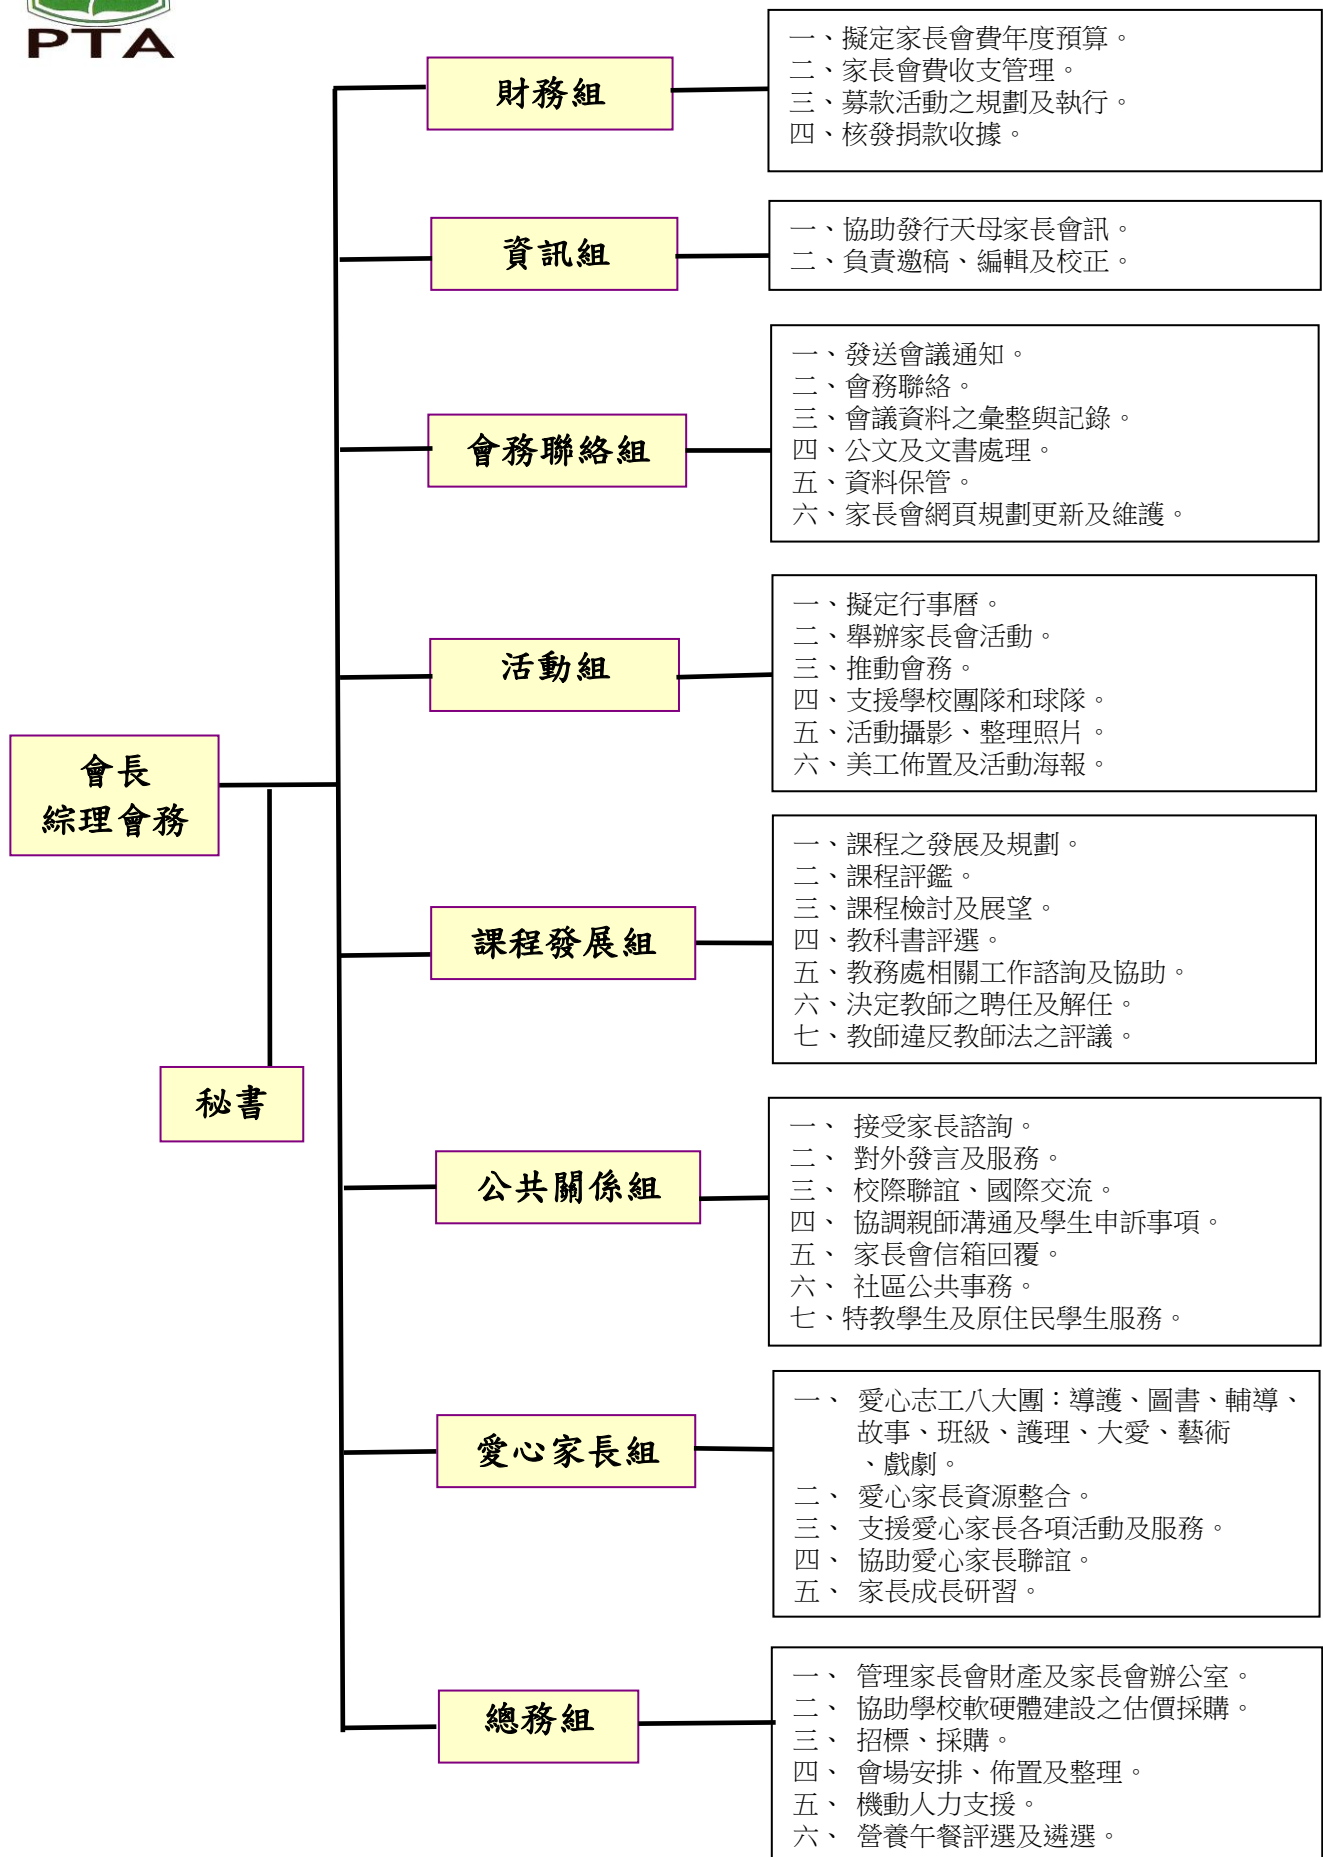 PTA
財務組
一、擬定家長會費年度預算。
二、家長會費收支管理。
三、募款活動之規劃及執行。
四、核發捐款收據。
資訊組
一、協助發行天母家長會訊。
二、負責邀稿、編輯及校正。
會務聯絡組
一、發送會議通知。
二、會務聯絡。
三、會議資料之彙整與記錄。
四、公文及文書處理。
五、資料保管。
六、家長會網頁規劃更新及維護。
活動組
一、擬定行事曆。
二、舉辦家長會活動。
三、推動會務。
四、支援學校團隊和球隊。
五、活動攝影、整理照片。
六、美工佈置及活動海報。
會長
綜理會務
課程發展組
一、課程之發展及規劃。
二、課程評鑑。
三、課程檢討及展望。
四、教科書評選。
五、教務處相關工作諮詢及協助。
六、決定教師之聘任及解任。
七、教師違反教師法之評議。
秘書
公共關係組
一、 接受家長諮詢。
二、 對外發言及服務。
三、 校際聯誼、國際交流。
四、 協調親師溝通及學生申訴事項。
五、 家長會信箱回覆。
六、 社區公共事務。
七、特教學生及原住民學生服務。
愛心家長組
一、 愛心志工八大團：導護、圖書、輔導、
故事、班級、護理、大愛、藝術
、戲劇。
二、 愛心家長資源整合。
三、 支援愛心家長各項活動及服務。
四、 協助愛心家長聯誼。
五、 家長成長研習。
總務組
一、 管理家長會財產及家長會辦公室。
二、 協助學校軟硬體建設之估價採購。
三、 招標、採購。
四、 會場安排、佈置及整理。
五、 機動人力支援。
六、 營養午餐評選及遴選。